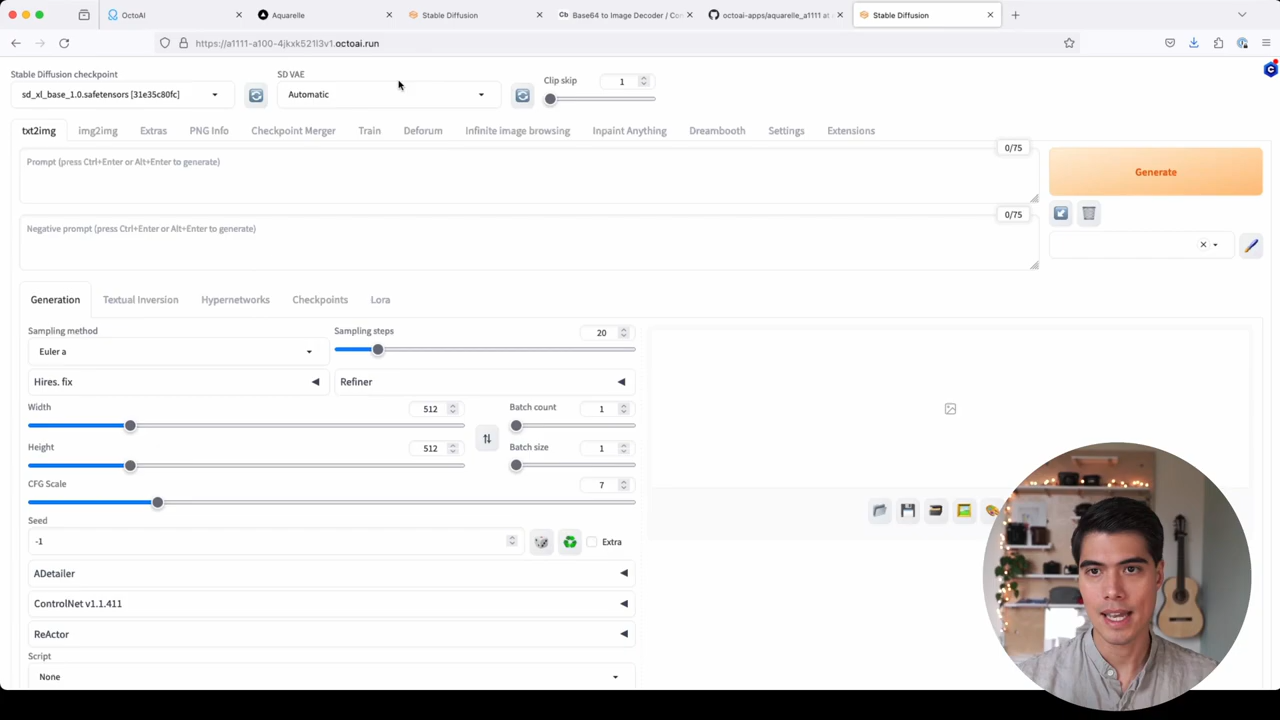 OctoAI
Aquarelle
Stable Diffusion
Base64 to Image Decoder / Con
octoai-apps/aquarelle_a1111 at
Stable Diffusion
https://a1111-a100-4jkxk521l3v1.octoai.run
Stable Diffusion checkpoint
SD VAE
Clip skip
1
sd_xl_base_1.0.safetensors [31e35c80fc]
Automatic
txt2img
img2img
Extras
PNG Info
Checkpoint Merger
Train
Deforum
Infinite image browsing
Inpaint Anything
Dreambooth
Settings
Extensions
Prompt (press Ctrl+Enter or Alt+Enter to generate)
0/75
Generate
Negative prompt (press Ctrl+Enter or Alt+Enter to generate)
0/75
Generation
Textual Inversion
Hypernetworks
Checkpoints
Lora
Sampling method
Sampling steps
20
Euler a
Hires. fix
Refiner
Width
512
Batch count
1
Height
512
Batch size
1
CFG Scale
7
Seed
-1
Extra
ADetailer
ControlNet v1.1.411
ReActor
Script
None